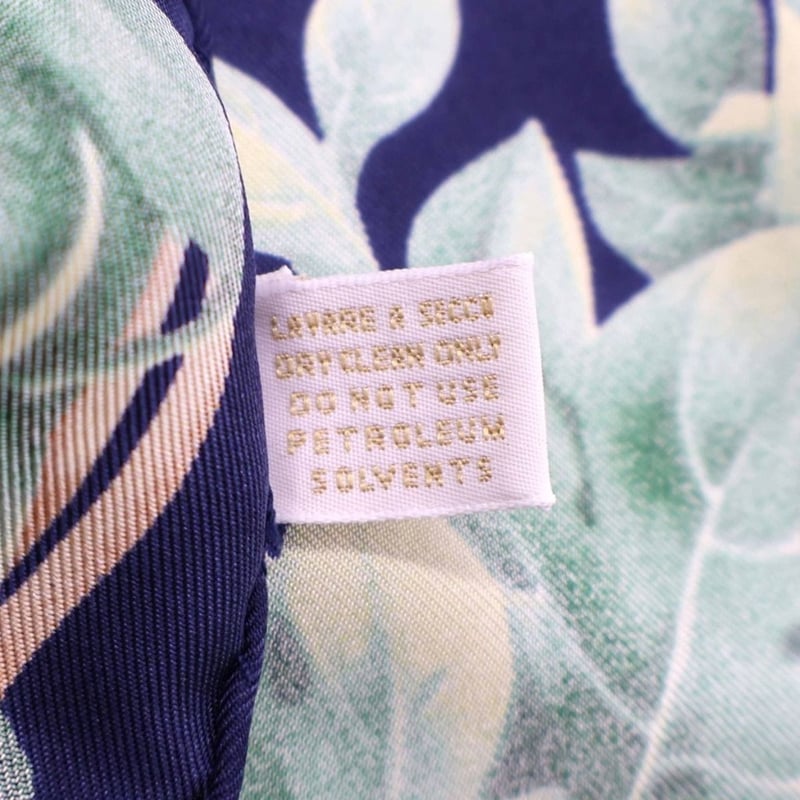 LAVARE A SECCO
DRY CLEAN ONLY
DO NOT USE
PETROLEUM
SOLVENTS